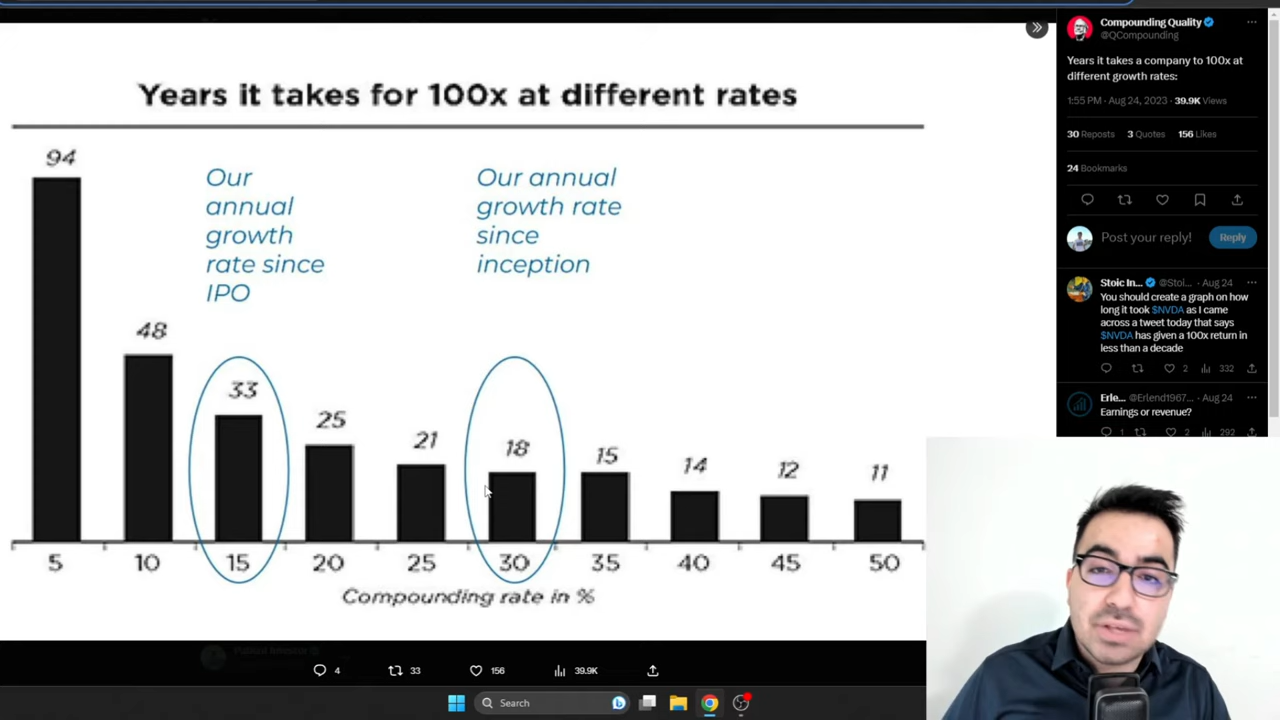 Years it takes for 100x at different rates
94
Our
annual
growth
rate since
IPO
Our annual
growth rate
since
inception
48
33
25
21
18
15
14
12
11
5 10 15 20 25 30 35 40 45 50
Compounding rate in %
4 33 156 39.9K
Compounding Quality
@QCompounding
Years it takes a company to 100x at
different growth rates:
1:55 PM · Aug 24, 2023 · 39.9K Views
30 Reposts 3 Quotes 156 Likes
24 Bookmarks
Post your reply! Reply
Stoic In... @Stoi... · Aug 24
You should create a graph on how
long it took $NVDA as I came
across a tweet today that says
$NVDA has given a 100x return in
less than a decade
2 332
Erle... @Erlend1967... · Aug 24
Earnings or revenue?
1 2 292
Search